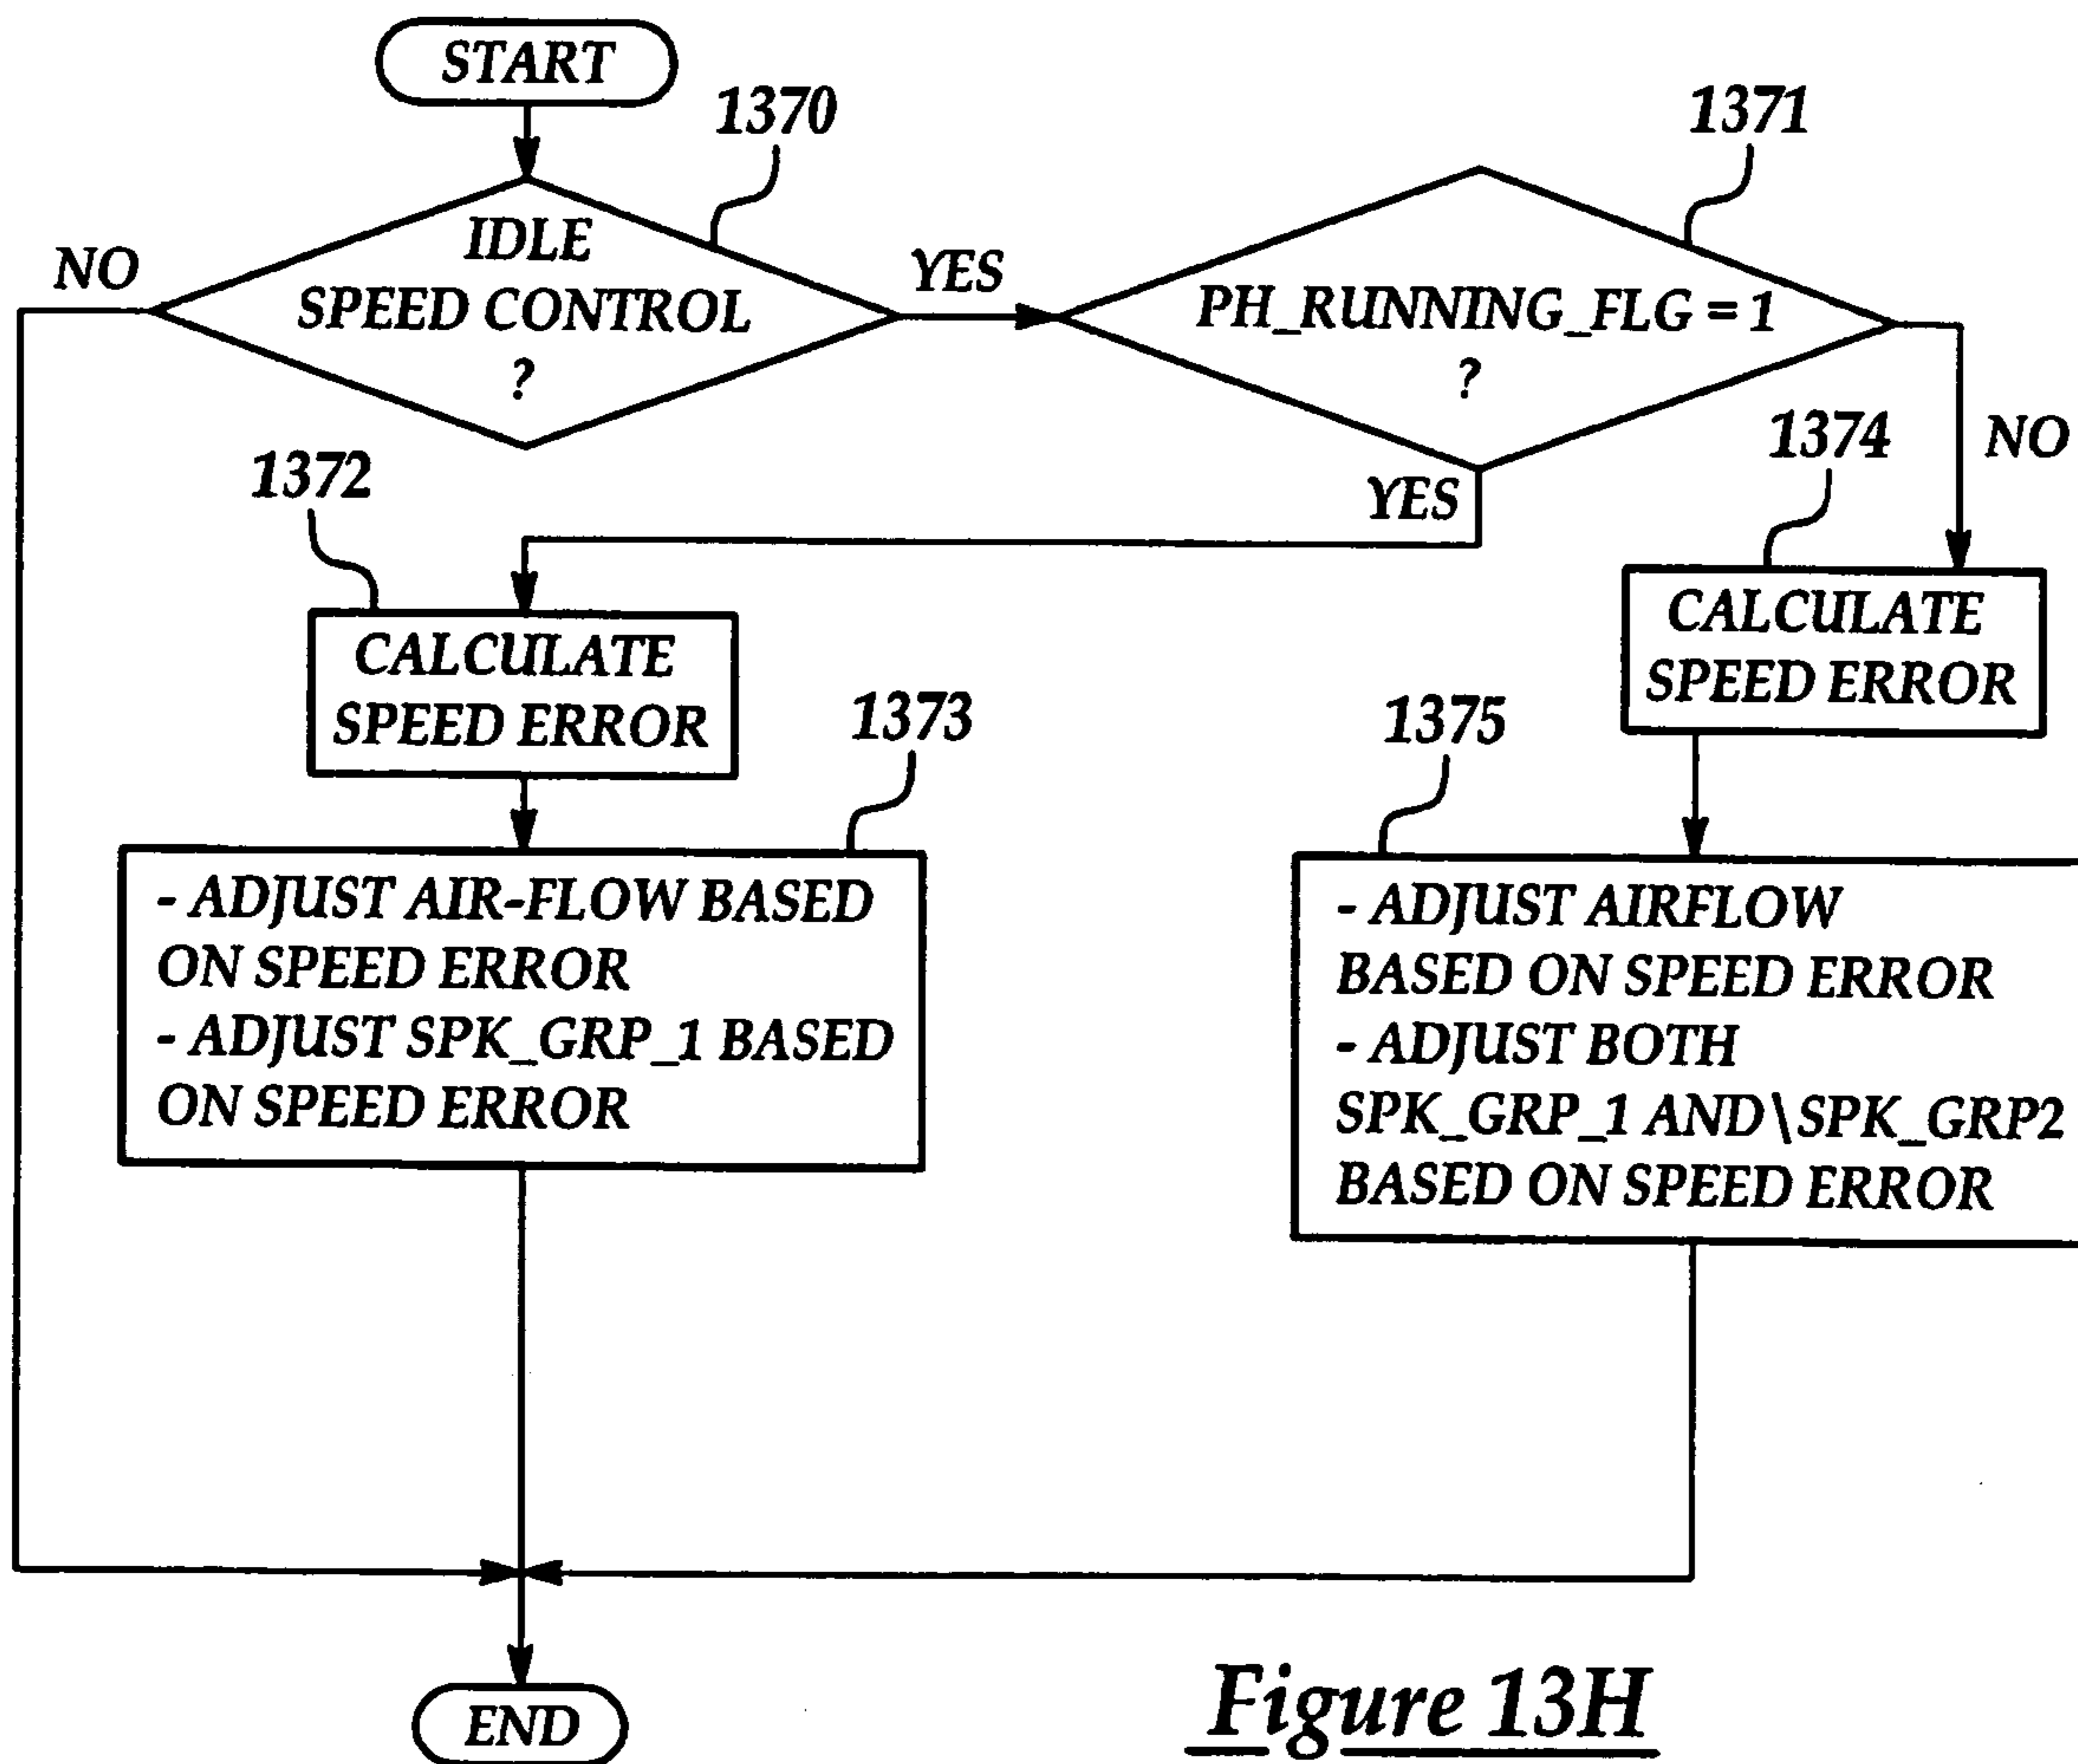 START
1370
1371
IDLE
SPEED CONTROL
?
NO
YES
PH_RUNNING_FLG = 1
?
YES
NO
1372
CALCULATE
SPEED ERROR
1373
- ADJUST AIR-FLOW BASED
ON SPEED ERROR
- ADJUST SPK_GRP_1 BASED
ON SPEED ERROR
1374
CALCULATE
SPEED ERROR
1375
- ADJUST AIRFLOW
BASED ON SPEED ERROR
- ADJUST BOTH
SPK_GRP_1 AND\SPK_GRP2
BASED ON SPEED ERROR
END
Figure 13H